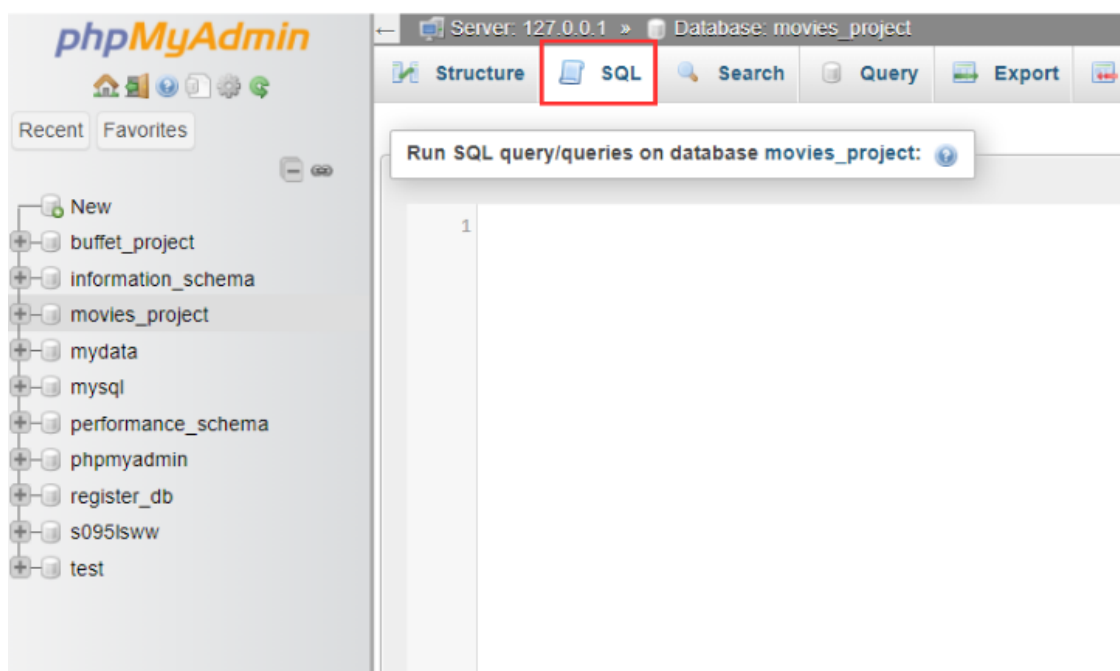 phpMyAdmin
Recent Favorites
New
buffet_project
information_schema
movies_project
mydata
mysql
performance_schema
phpmyadmin
register_db
s095lsww
test
← Server: 127.0.0.1 » Database: movies_project
Structure SQL Search Query Export
Run SQL query/queries on database movies_project:
1